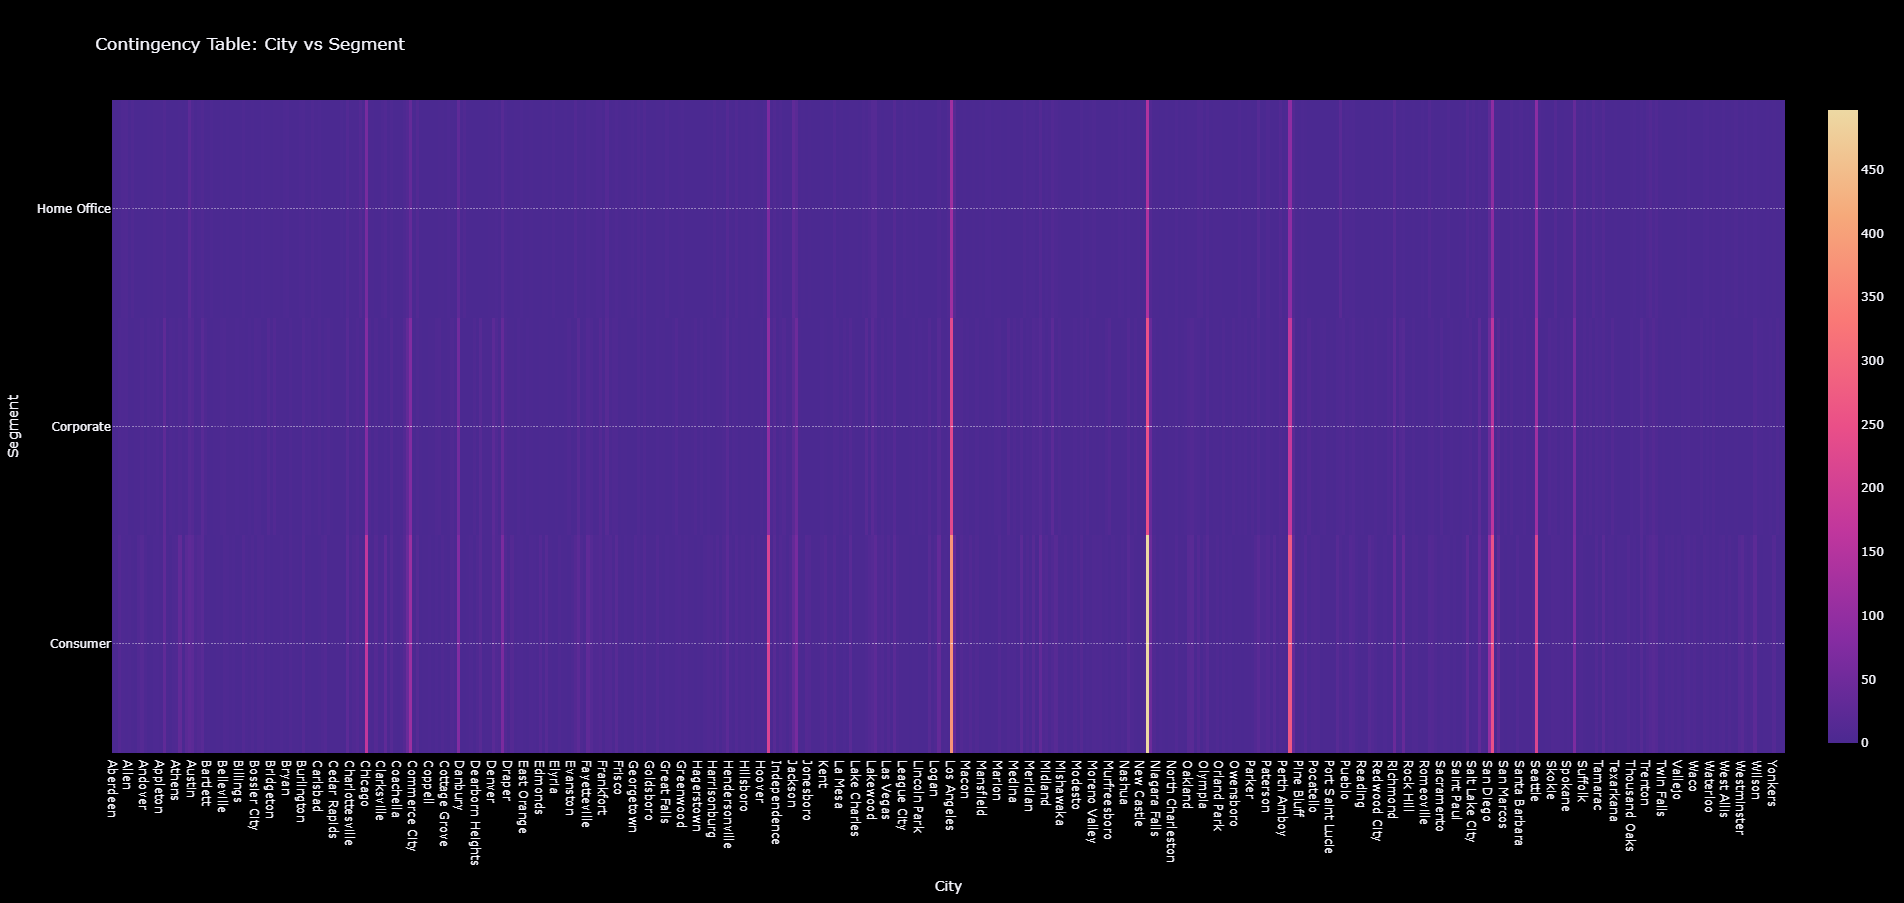 Contingency Table: City vs Segment
Home Office
Corporate
Consumer
Segment
450
400
350
300
250
200
150
100
50
0
Aberdeen
Allen
Andover
Appleton
Athens
Austin
Bartlett
Belleville
Billings
Bossier City
Bridgeton
Bryan
Burlington
Carlsbad
Cedar Rapids
Charlottesville
Chicago
Clarksville
Coachella
Commerce City
Coppell
Cottage Grove
Danbury
Dearborn Heights
Denver
Draper
East Orange
Edmonds
Elyria
Evanston
Fayetteville
Frankfort
Frisco
Georgetown
Goldsboro
Great Falls
Greenwood
Hagerstown
Harrisonburg
Hendersonville
Hillsboro
Hoover
Independence
Jackson
Jonesboro
Kent
La Mesa
Lake Charles
Lakewood
Las Vegas
League City
Lincoln Park
Logan
Los Angeles
Macon
Mansfield
Marion
Medina
Meridian
Midland
Mishawaka
Modesto
Moreno Valley
Murfreesboro
Nashua
New Castle
Niagara Falls
North Charleston
Oakland
Olympia
Orland Park
Owensboro
Parker
Paterson
Perth Amboy
Pine Bluff
Pocatello
Port Saint Lucie
Pueblo
Reading
Redwood City
Richmond
Rock Hill
Romeoville
Sacramento
Saint Paul
Salt Lake City
San Diego
San Marcos
Santa Barbara
Seattle
Skokie
Spokane
Suffolk
Tamarac
Texarkana
Thousand Oaks
Trenton
Twin Falls
Vallejo
Waco
Waterloo
West Allis
Westminster
Wilson
Yonkers
City